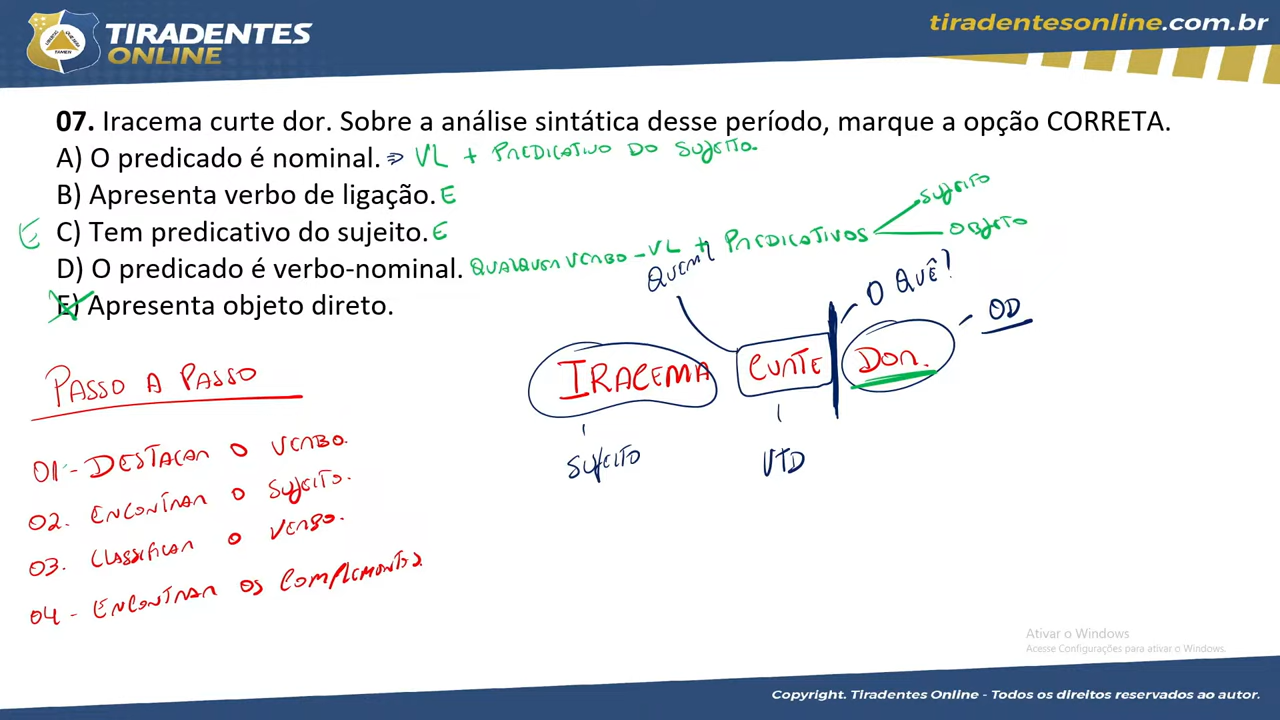 TIRADENTES
ONLINE
tiradentesonline.com.br
07. Iracema curte dor. Sobre a análise sintática desse período, marque a opção CORRETA.
A) O predicado é nominal. => VL + PREDICATIVO DO SUJEITO.
B) Apresenta verbo de ligação. E
SUJEITO
E C) Tem predicativo do sujeito. E
OBJETO
D) O predicado é verbo-nominal. QUALQUER VERBO - VL + PREDICATIVOS
QUEM?
O QUÊ?
E) Apresenta objeto direto.
OD
IRACEMA CURTE DOR.
SUJEITO VTD
PASSO A PASSO
01 - DESTACAR O VERBO.
02. ENCONTRAR O SUJEITO.
03. CLASSIFICAR O VERBO.
04 - ENCONTRAR OS COMPLEMENTOS
Ativar o Windows
Acesse Configurações para ativar o Windows.
Copyright. Tiradentes Online - Todos os direitos reservados ao autor.